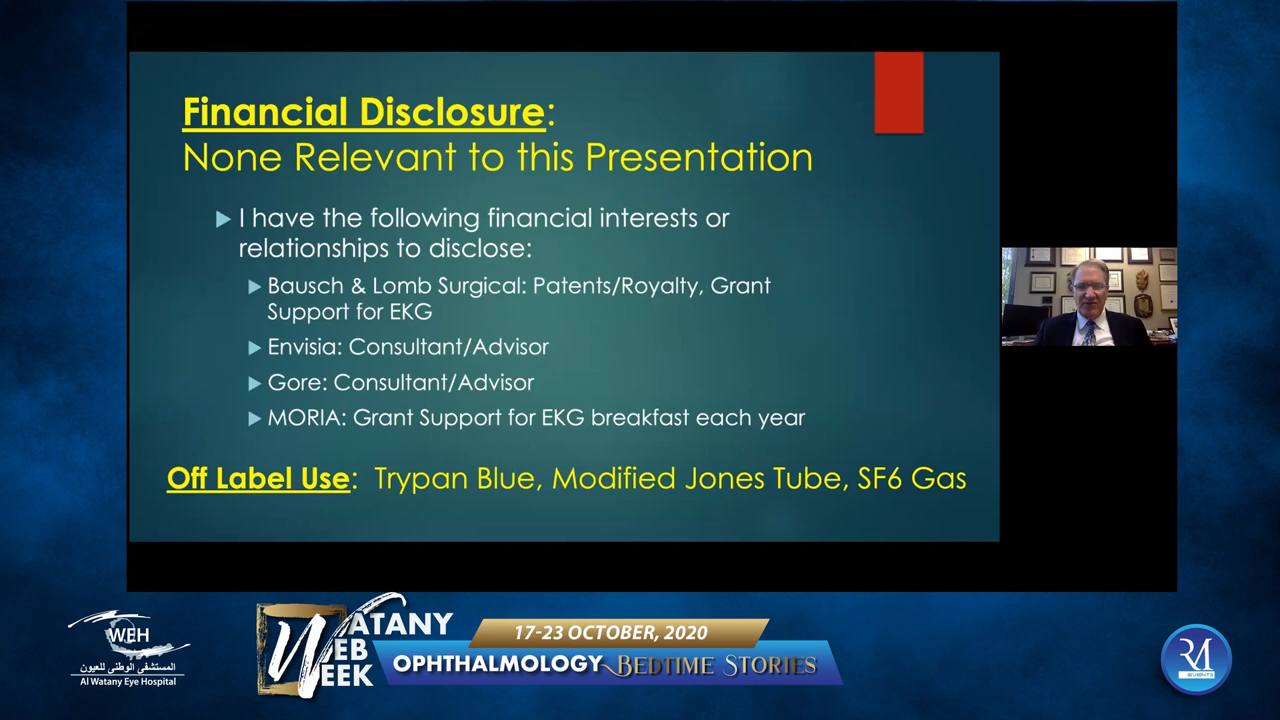 Financial Disclosure:
None Relevant to this Presentation
I have the following financial interests or
relationships to disclose:
Bausch & Lomb Surgical: Patents/Royalty, Grant
Support for EKG
Envisia: Consultant/Advisor
Gore: Consultant/Advisor
MORIA: Grant Support for EKG breakfast each year
Off Label Use: Trypan Blue, Modified Jones Tube, SF6 Gas
WEH
المستشفى الوطني للعيون
Al Watany Eye Hospital
WATANY
WEB
WEEK
17-23 OCTOBER, 2020
OPHTHALMOLOGY BEDTIME STORIES
RM
EVENTS